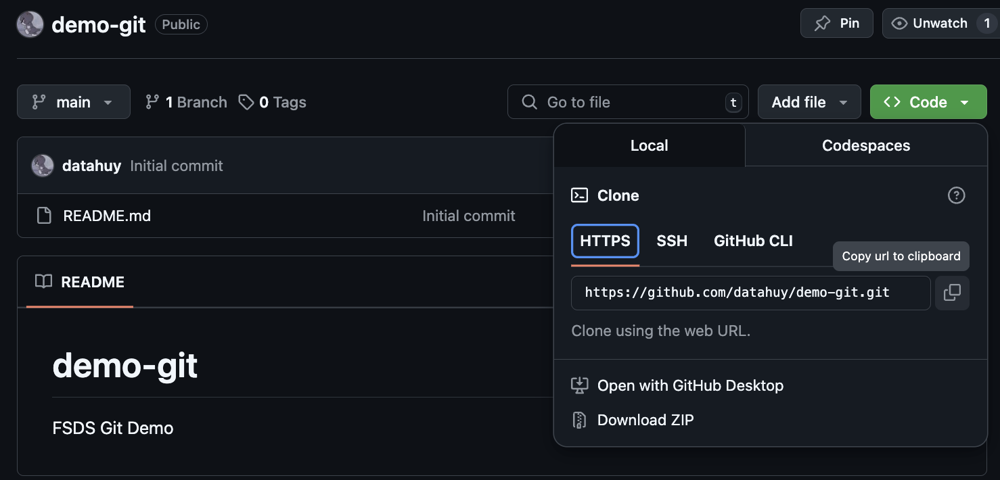 demo-git Public Pin Unwatch 1
main 1 Branch 0 Tags Go to file t Add file Code
Local Codespaces
datahuy Initial commit
Clone
README.md Initial commit
HTTPS SSH GitHub CLI
Copy url to clipboard
README
https://github.com/datahuy/demo-git.git
Clone using the web URL.
demo-git
Open with GitHub Desktop
Download ZIP
FSDS Git Demo